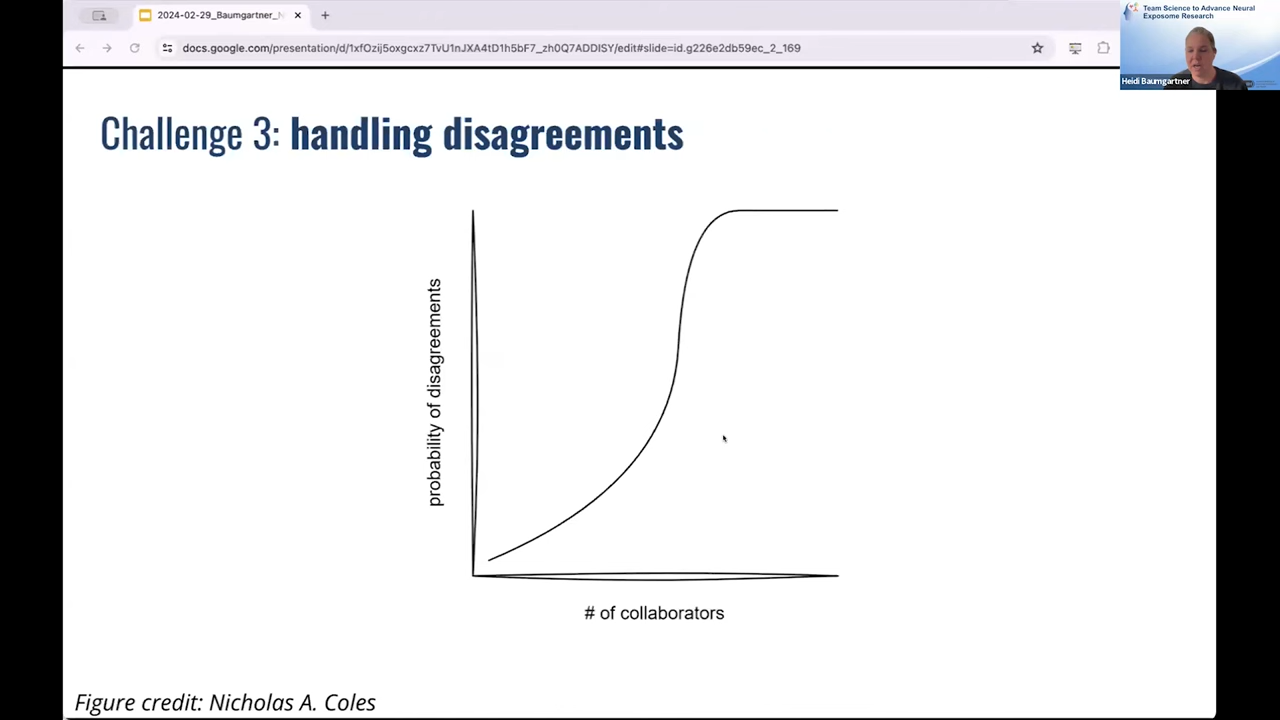 2024-02-29_Baumgartner_N
docs.google.com/presentation/d/1xfOzij5oxgcxz7TvU1nJXA4tD1h5bF7_zh0Q7ADDISY/edit#slide=id.g226e2db59ec_2_169
Team Science to Advance Neural
Exposome Research
Heidi Baumgartner
Challenge 3: handling disagreements
probability of disagreements
# of collaborators
Figure credit: Nicholas A. Coles